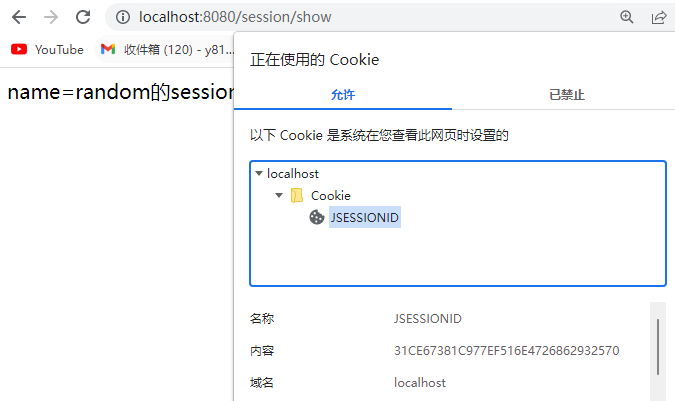 localhost:8080/session/show
YouTube
收件箱 (120) - y81...
name=random的session
正在使用的 Cookie
允许
已禁止
以下 Cookie 是系统在您查看此网页时设置的
localhost
Cookie
JSESSIONID
名称 JSESSIONID
内容 31CE67381C977EF516E4726862932570
域名 localhost